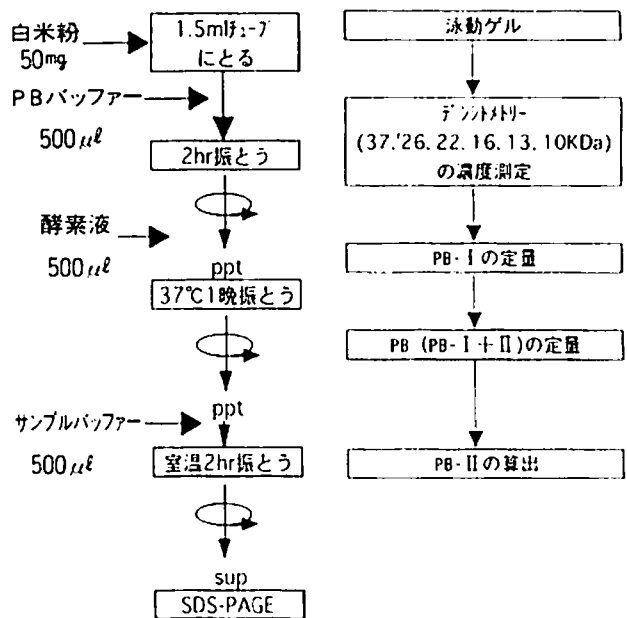 白米粉
50mg
1.5mlチューブ
にとる
PBバッファー
500μl
2hr振とう
酵素液
500μl
ppt
37℃1晩振とう
ppt
サンプルバッファー
500μl
室温2hr振とう
sup
SDS-PAGE
泳動ゲル
デンシトメトリー
(37.'26.22.16.13.10KDa)
の濃度測定
PB-Ⅰの定量
PB (PB-Ⅰ+Ⅱ)の定量
PB-Ⅱの算出